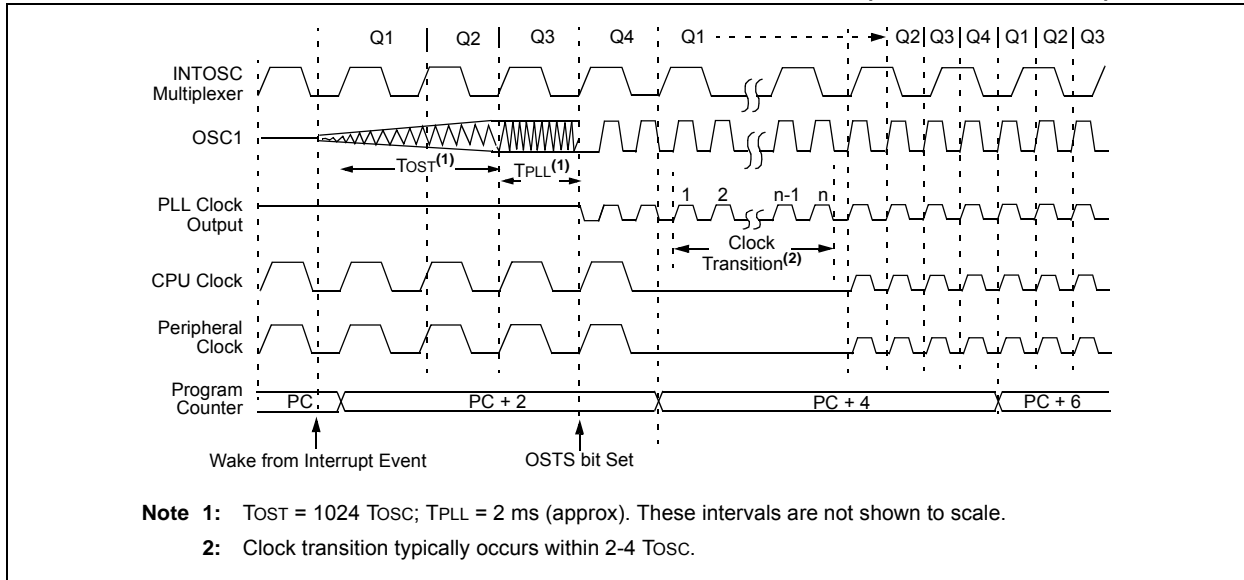 Q1 Q2 Q3 Q4 Q1 Q2 Q3 Q4 Q1 Q2 Q3
INTOSC
Multiplexer
OSC1
TOST(1)
TPLL(1)
1 2 n-1 n
PLL Clock
Output
Clock
Transition(2)
CPU Clock
Peripheral
Clock
Program
Counter
PC PC + 2 PC + 4 PC + 6
Wake from Interrupt Event OSTS bit Set
Note 1: TOST = 1024 TOSC; TPLL = 2 ms (approx). These intervals are not shown to scale.
2: Clock transition typically occurs within 2-4 TOSC.